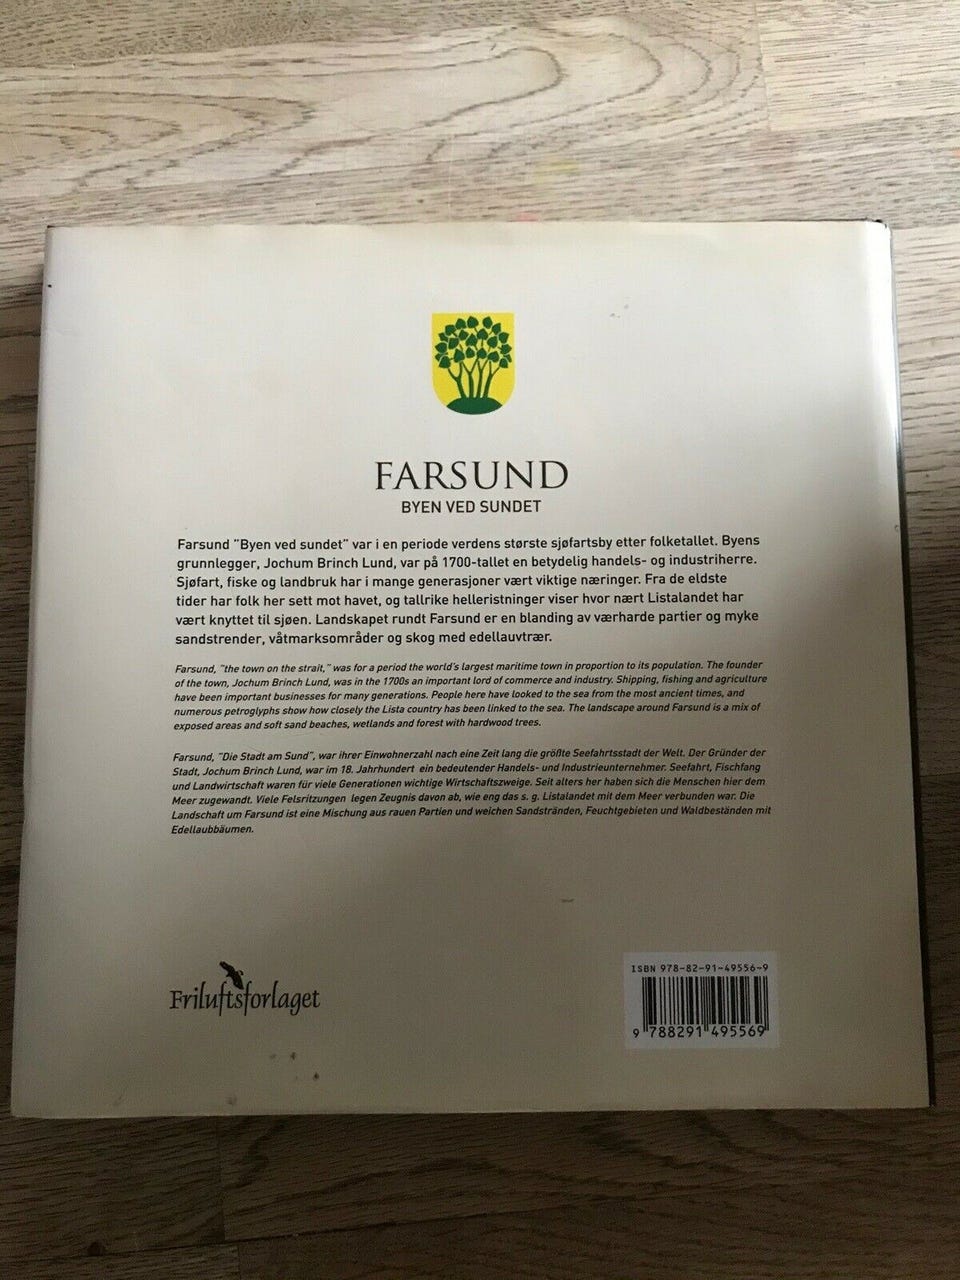 FARSUND
BYEN VED SUNDET
Farsund "Byen ved sundet" var i en periode verdens største sjøfartsby etter folketallet. Byens
grunnlegger, Jochum Brinch Lund, var på 1700-tallet en betydelig handels- og industriherre.
Sjøfart, fiske og landbruk har i mange generasjoner vært viktige næringer. Fra de eldste
tider har folk her sett mot havet, og tallrike helleristninger viser hvor nært Listalandet har
vært knyttet til sjøen. Landskapet rundt Farsund er en blanding av værharde partier og myke
sandstrender, våtmarksområder og skog med edellauvtrær.
Farsund, "the town on the strait," was for a period the world's largest maritime town in proportion to its population. The founder
of the town, Jochum Brinch Lund, was in the 1700s an important lord of commerce and industry. Shipping, fishing and agriculture
have been important businesses for many generations. People here have looked to the sea from the most ancient times, and
numerous petroglyphs show how closely the Lista country has been linked to the sea. The landscape around Farsund is a mix of
exposed areas and soft sand beaches, wetlands and forest with hardwood trees.
Farsund, "Die Stadt am Sund", war ihrer Einwohnerzahl nach eine Zeit lang die größte Seefahrtsstadt der Welt. Der Gründer der
Stadt, Jochum Brinch Lund, war im 18. Jahrhundert ein bedeutender Handels- und Industrieunternehmer. Seefahrt, Fischfang
und Landwirtschaft waren für viele Generationen wichtige Wirtschaftszweige. Seit alters her haben sich die Menschen hier dem
Meer zugewandt. Viele Felsritzungen legen Zeugnis davon ab, wie eng das s. g. Listalandet mit dem Meer verbunden war. Die
Landschaft um Farsund ist eine Mischung aus rauen Partien und weichen Sandstränden, Feuchtgebieten und Waldbeständen mit
Edellaubbäumen.
Friluftsforlaget
ISBN 978-82-91-49556-9
9 788291 495569